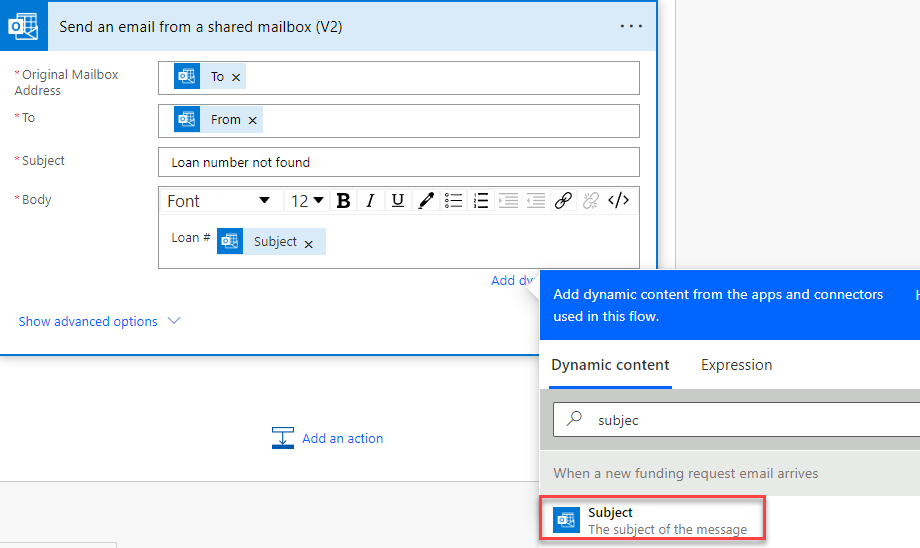 Send an email from a shared mailbox (V2)
* Original Mailbox Address
To ×
* To
From ×
* Subject
Loan number not found
* Body
Font 12 B I U </>
Loan # Subject ×
Add dy
Show advanced options
Add an action
Add dynamic content from the apps and connectors
used in this flow.
Dynamic content Expression
subjec
When a new funding request email arrives
Subject
The subject of the message